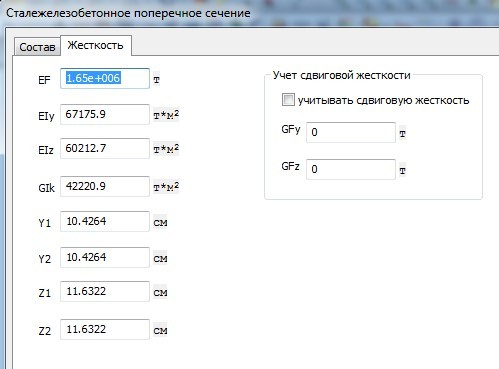 Сталежелезобетонное поперечное сечение
Состав Жесткость
EF 1.65e+006 т
EIy 67175.9 т*м2
EIz 60212.7 т*м2
GIk 42220.9 т*м2
Y1 10.4264 см
Y2 10.4264 см
Z1 11.6322 см
Z2 11.6322 см
Учет сдвиговой жесткости
учитывать сдвиговую жесткость
GFy 0 т
GFz 0 т